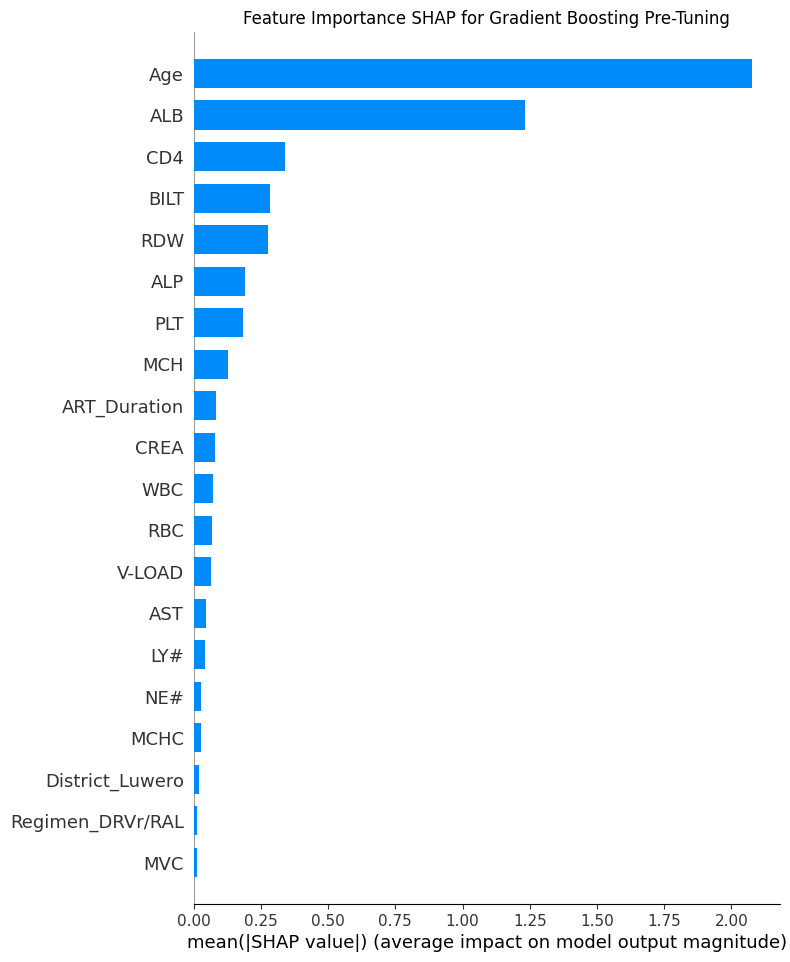 Feature Importance SHAP for Gradient Boosting Pre-Tuning
Age
ALB
CD4
BILT
RDW
ALP
PLT
MCH
ART_Duration
CREA
WBC
RBC
V-LOAD
AST
LY#
NE#
MCHC
District_Luwero
Regimen_DRVr/RAL
MVC
0.00 0.25 0.50 0.75 1.00 1.25 1.50 1.75 2.00
mean(|SHAP value|) (average impact on model output magnitude)